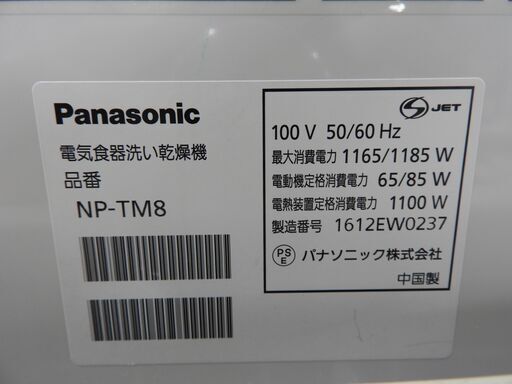 Panasonic
電気食器洗い乾燥機
品番
NP-TM8
S JET
100 V 50/60 Hz
最大消費電力 1165/1185 W
電動機定格消費電力 65/85 W
電熱装置定格消費電力 1100 W
製造番号 1612EW0237
PS E パナソニック株式会社
中国製